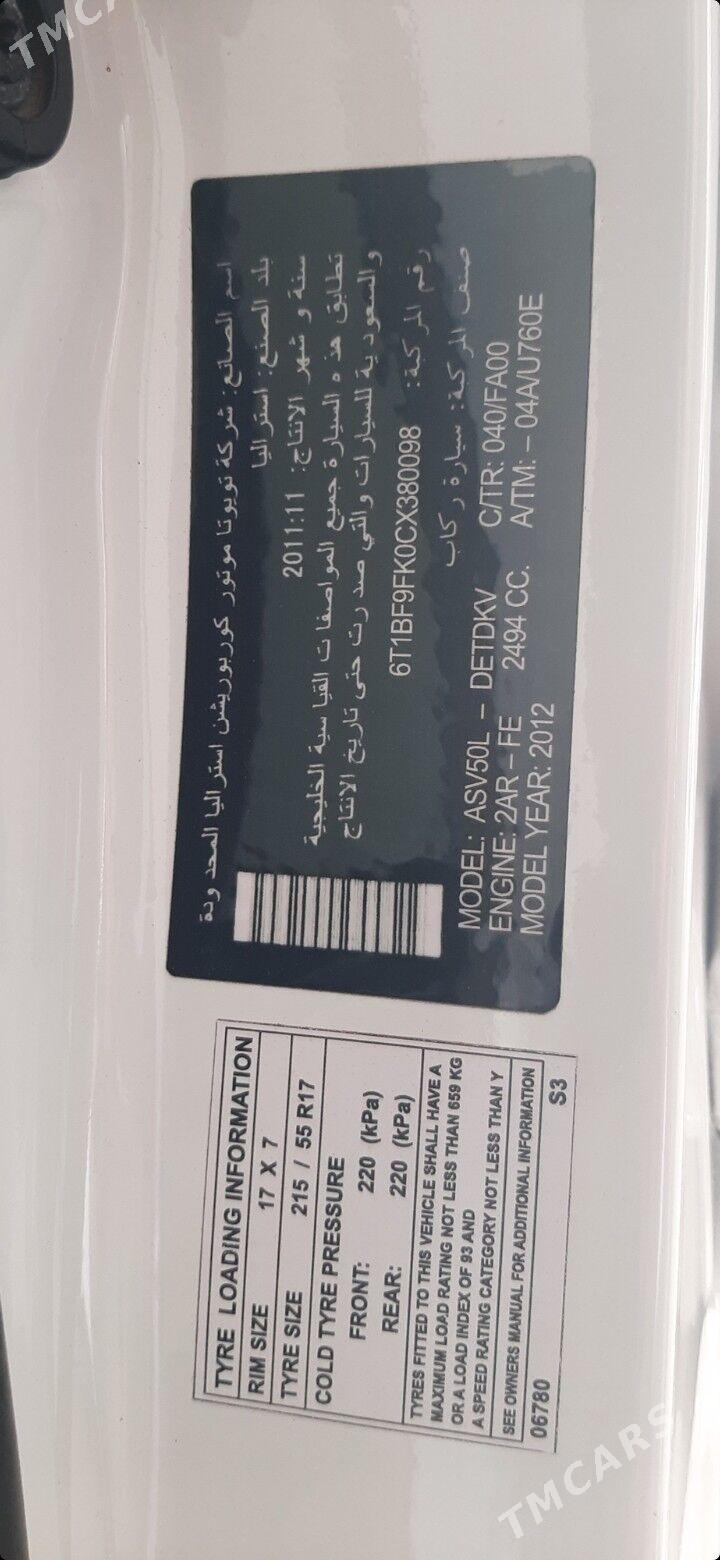 TMCARS
اسم الصانع: شركة تويوتا موتور كوربوريشن استراليا المحدودة
بلد الصنع: استراليا
سنة و شهر الانتاج: 2011:11
تطابق هذه السيارة جميع المواصفات القياسية الخليجية
والسعودية للسيارات والتي صدرت حتى تاريخ الانتاج
رقم المركبة: 6T1BF9FK0CX380098
صنف المركبة: سيارة ركاب
MODEL: ASV50L – DETDKV C/TR: 040/FA00
ENGINE: 2AR – FE 2494 CC. A/TM: – 04A/U760E
MODEL YEAR: 2012
TYRE LOADING INFORMATION
RIM SIZE 17 X 7
TYRE SIZE 215 / 55 R17
COLD TYRE PRESSURE
FRONT: 220 (kPa)
REAR: 220 (kPa)
TYRES FITTED TO THIS VEHICLE SHALL HAVE A
MAXIMUM LOAD RATING NOT LESS THAN 659 KG
OR A LOAD INDEX OF 93 AND
A SPEED RATING CATEGORY NOT LESS THAN Y
SEE OWNERS MANUAL FOR ADDITIONAL INFORMATION
06780 S3
TMCARS